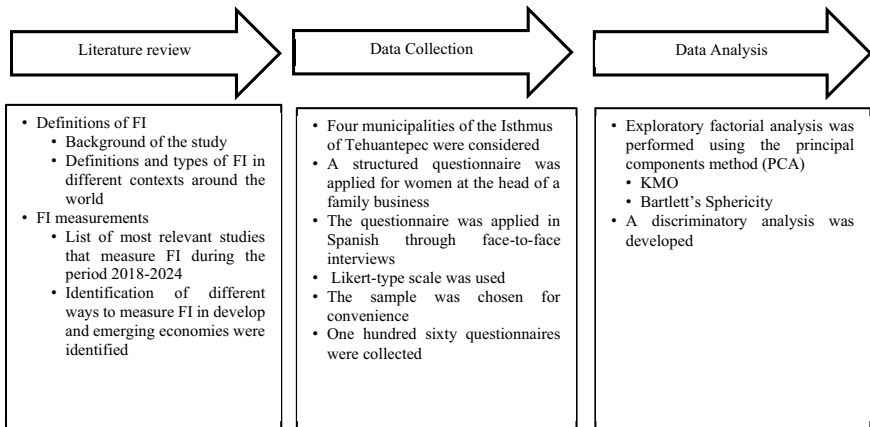 Literature review
Data Collection
Data Analysis
• Definitions of FI
• Background of the study
• Definitions and types of FI in
different contexts around the
world
• FI measurements
• List of most relevant studies
that measure FI during the
period 2018-2024
• Identification of different
ways to measure FI in develop
and emerging economies were
identified
• Four municipalities of the Isthmus
of Tehuantepec were considered
• A structured questionnaire was
applied for women at the head of a
family business
• The questionnaire was applied in
Spanish through face-to-face
interviews
• Likert-type scale was used
• The sample was chosen for
convenience
• One hundred sixty questionnaires
were collected
• Exploratory factorial analysis was
performed using the principal
components method (PCA)
• KMO
• Bartlett's Sphericity
• A discriminatory analysis was
developed